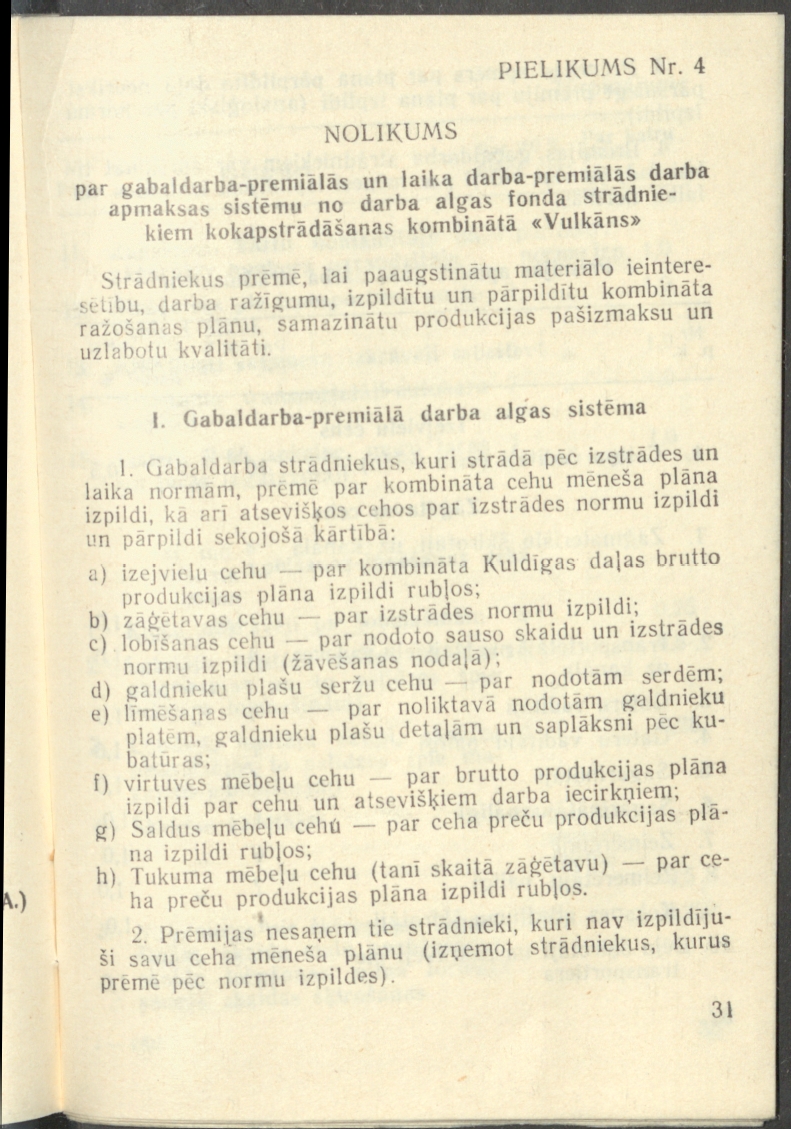 PIELIKUMS Nr. 4
NOLIKUMS
par gabaldarba-premiālās un laika darba-premiālās darba
apmaksas sistēmu no darba algas fonda strādnie-
kiem kokapstrādāšanas kombinātā «Vulkāns»
Strādniekus prēmē, lai paaugstinātu materiālo ieintere-
sētību, darba ražīgumu, izpildītu un pārpildītu kombināta
ražošanas plānu, samazinātu produkcijas pašizmaksu un
uzlabotu kvalitāti.
I. Gabaldarba-premiālā darba algas sistēma
1. Gabaldarba strādniekus, kuri strādā pēc izstrādes un
laika normām, prēmē par kombināta cehu mēneša plāna
izpildi, kā arī atsevišķos cehos par izstrādes normu izpildi
un pārpildi sekojošā kārtībā:
a) izejvielu cehu — par kombināta Kuldīgas daļas brutto
produkcijas plāna izpildi rubļos;
b) zāģētavas cehu — par izstrādes normu izpildi;
c) lobīšanas cehu — par nodoto sauso skaidu un izstrādes
normu izpildi (žāvēšanas nodaļā);
d) galdnieku plašu seržu cehu — par nodotām serdēm;
e) līmēšanas cehu — par noliktavā nodotām galdnieku
platēm, galdnieku plašu detaļām un saplāksni pēc ku-
batūras;
f) virtuves mēbeļu cehu — par brutto produkcijas plāna
izpildi par cehu un atsevišķiem darba iecirkņiem;
g) Saldus mēbeļu cehu — par ceha preču produkcijas plā-
na izpildi rubļos;
h) Tukuma mēbeļu cehu (tanī skaitā zāģētavu) — par ce-
ha preču produkcijas plāna izpildi rubļos.
A.)
2. Prēmijas nesaņem tie strādnieki, kuri nav izpildīju-
ši savu ceha mēneša plānu (izņemot strādniekus, kurus
prēmē pēc normu izpildes).
31